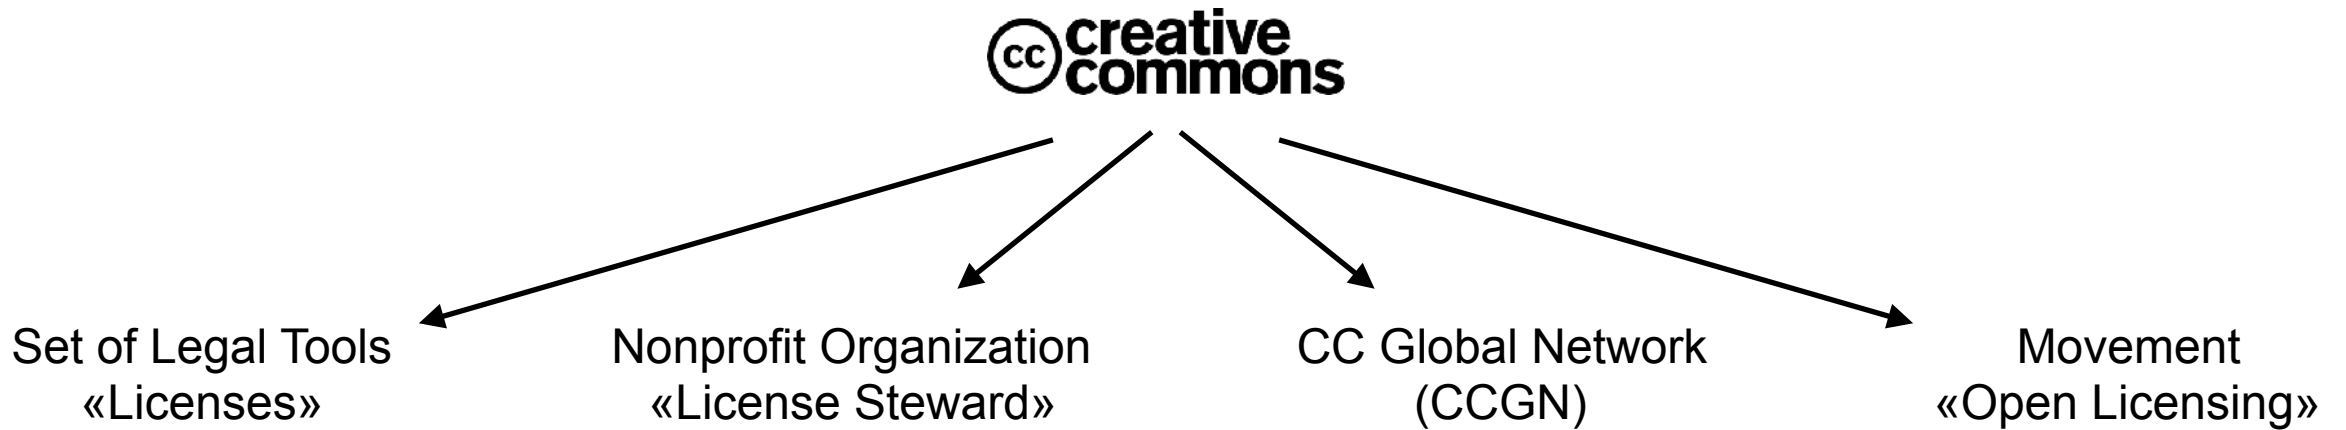 cc creative
commons
Set of Legal Tools
«Licenses»
Nonprofit Organization
«License Steward»
CC Global Network
(CCGN)
Movement
«Open Licensing»